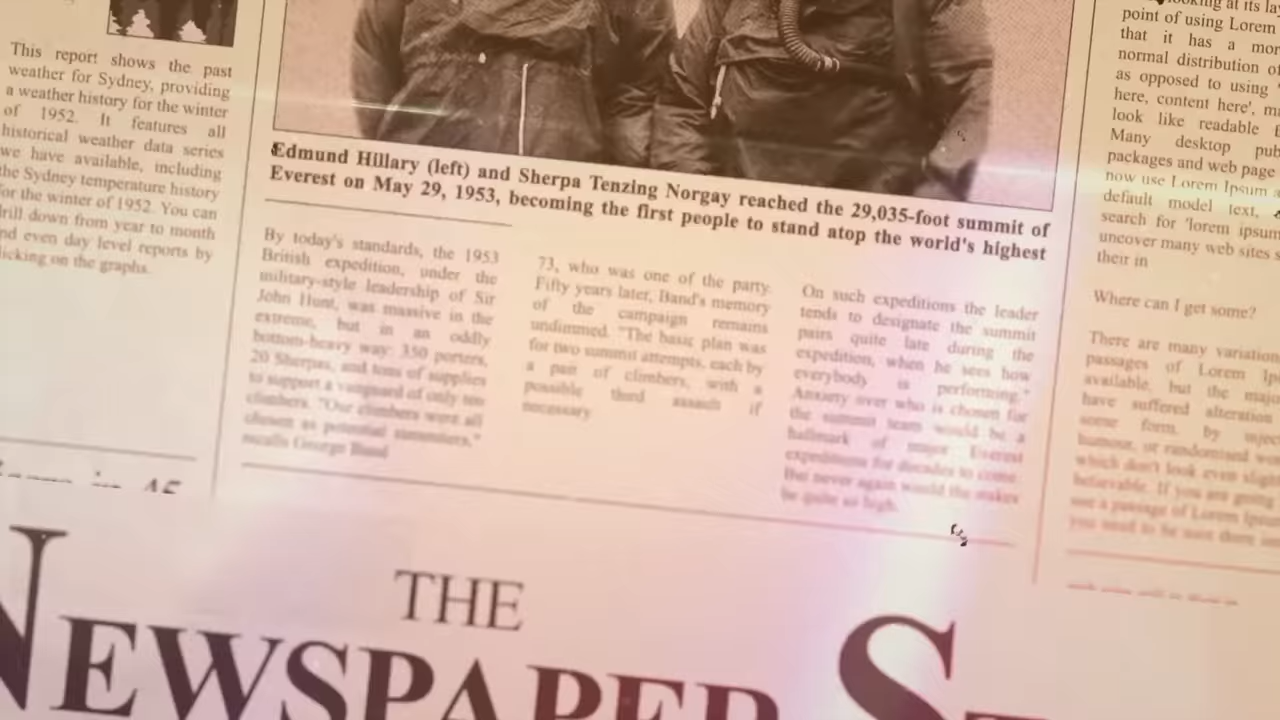 This report shows the past
weather for Sydney, providing
a weather history for the winter
of 1952. It features all
historical weather data series
we have available, including
the Sydney temperature history
for the winter of 1952. You can
drill down from year to month
and even day level reports by
licking on the graphs.
Edmund Hillary (left) and Sherpa Tenzing Norgay reached the 29,035-foot summit of
Everest on May 29, 1953, becoming the first people to stand atop the world's highest
By today's standards, the 1953
British expedition, under the
military-style leadership of Sir
John Hunt, was massive in the
extreme, but in an oddly
bottom-heavy way: 350 porters,
20 Sherpas, and tons of supplies
to support a vanguard of only ten
climbers. "Our climbers were all
chosen as potential summiters,"
recalls George Band
73, who was one of the party.
Fifty years later, Band's memory
of the campaign remains
undimmed. "The basic plan was
for two summit attempts, each by
a pair of climbers, with a
possible third assault if
necessary
On such expeditions the leader
tends to designate the summit
pairs quite late during the
expedition, when he sees how
everybody is performing."
Anxiety over who is chosen for
the summit team would be a
hallmark of major Everest
expeditions for decades to come.
But never again would the stakes
be quite so high.
looking at its
point of using Lorem
that it has a
normal distribution of
as opposed to using
here, content here',
look like readable
Many desktop
packages and web page
now use Lorem Ipsum
default model text,
search for 'lorem ipsum
uncover many web sites
their in
Where can I get some?
There are many
passages of Lorem
available, but the
have suffered alteration
some form, by
humour, or randomised
which don't look even
believable. If you are going
use a passage of Lorem
you need to be sure there
THE
NEWSPAPER